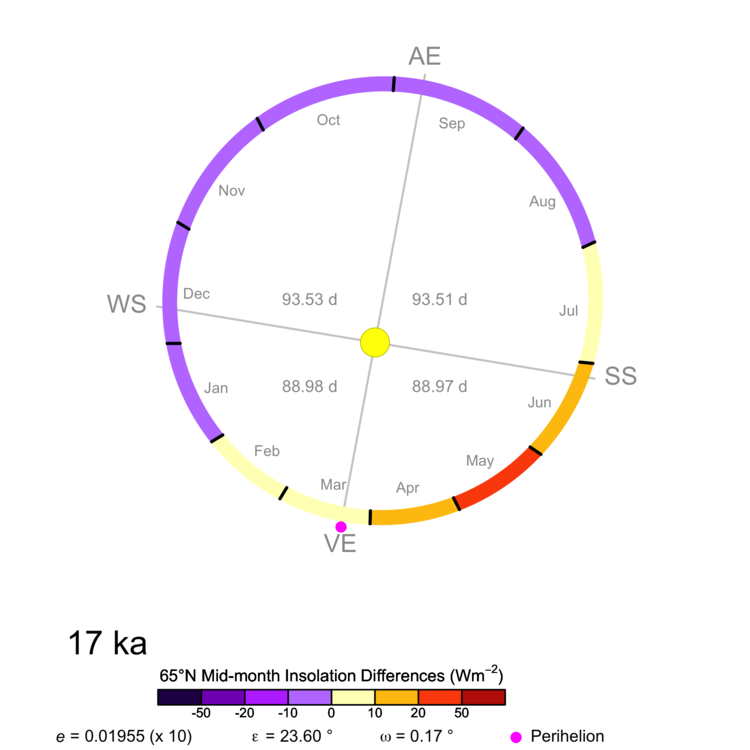 AE
Oct
Sep
Nov
Aug
WS
Dec
93.53 d
93.51 d
Jul
SS
Jan
88.98 d
88.97 d
Jun
Feb
May
Mar
Apr
VE
17 ka
65°N Mid-month Insolation Differences (Wm⁻²)
-50 -20 -10 0 10 20 50
e = 0.01955 (x 10) ε = 23.60 ° ω = 0.17 ° Perihelion